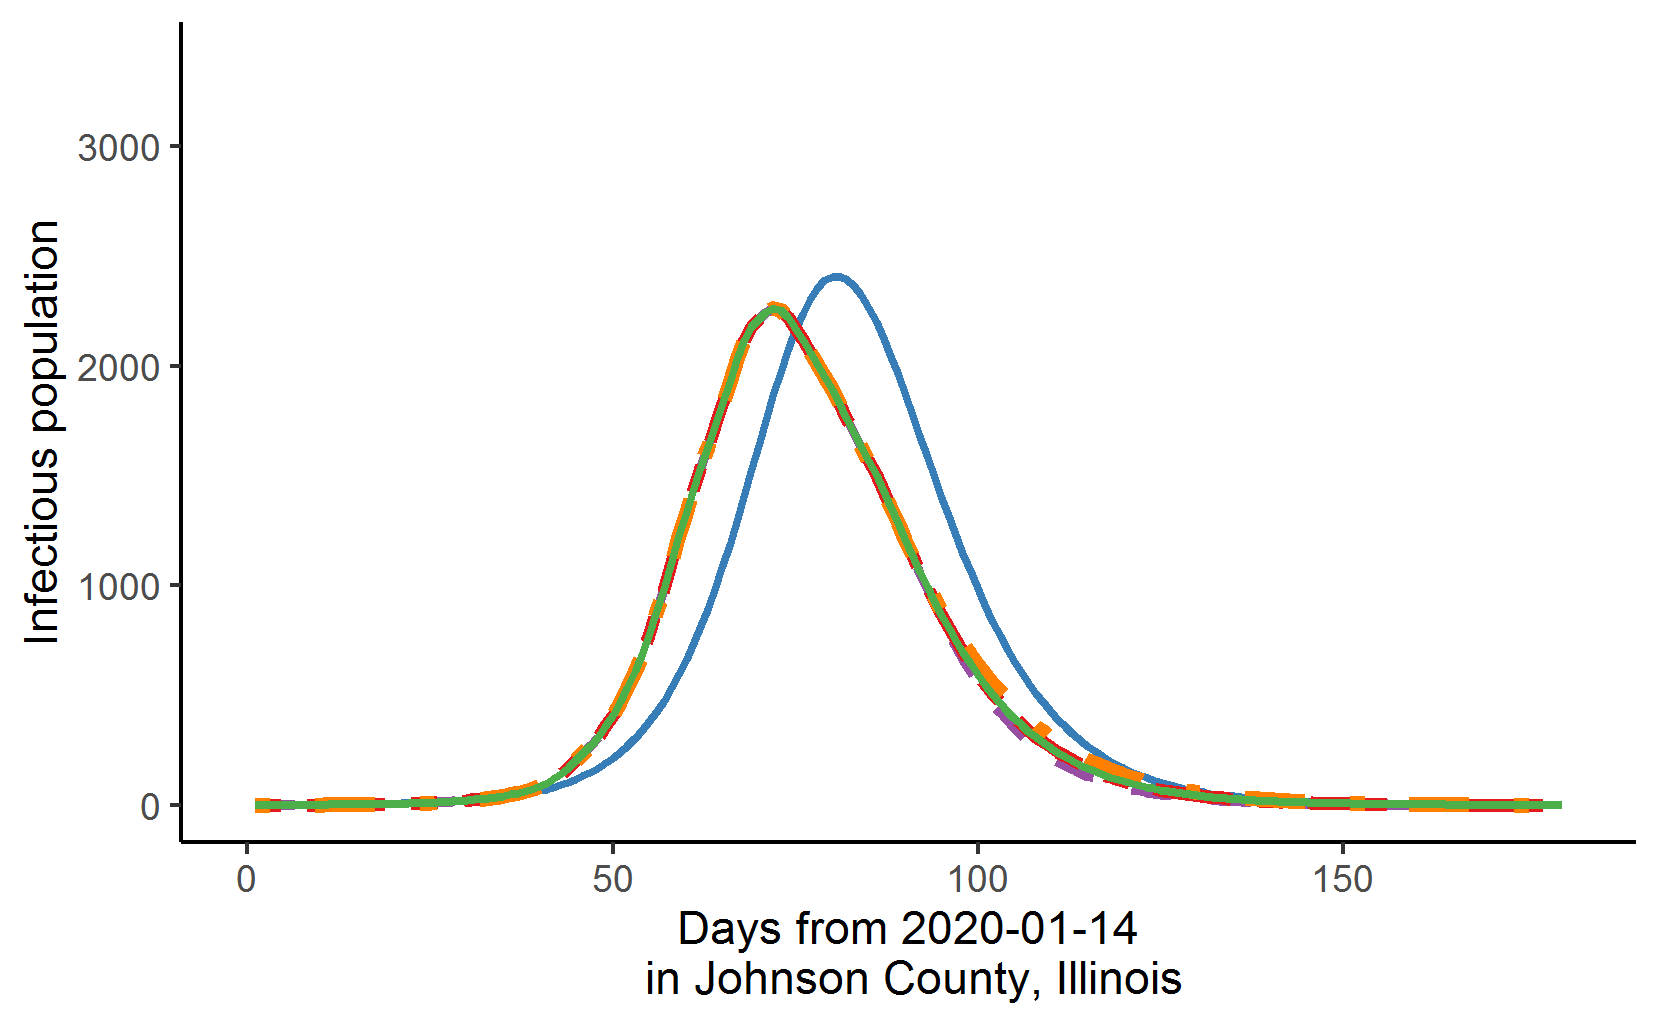 3000
2000
1000
0
Infectious population
0 50 100 150
Days from 2020-01-14
in Johnson County, Illinois